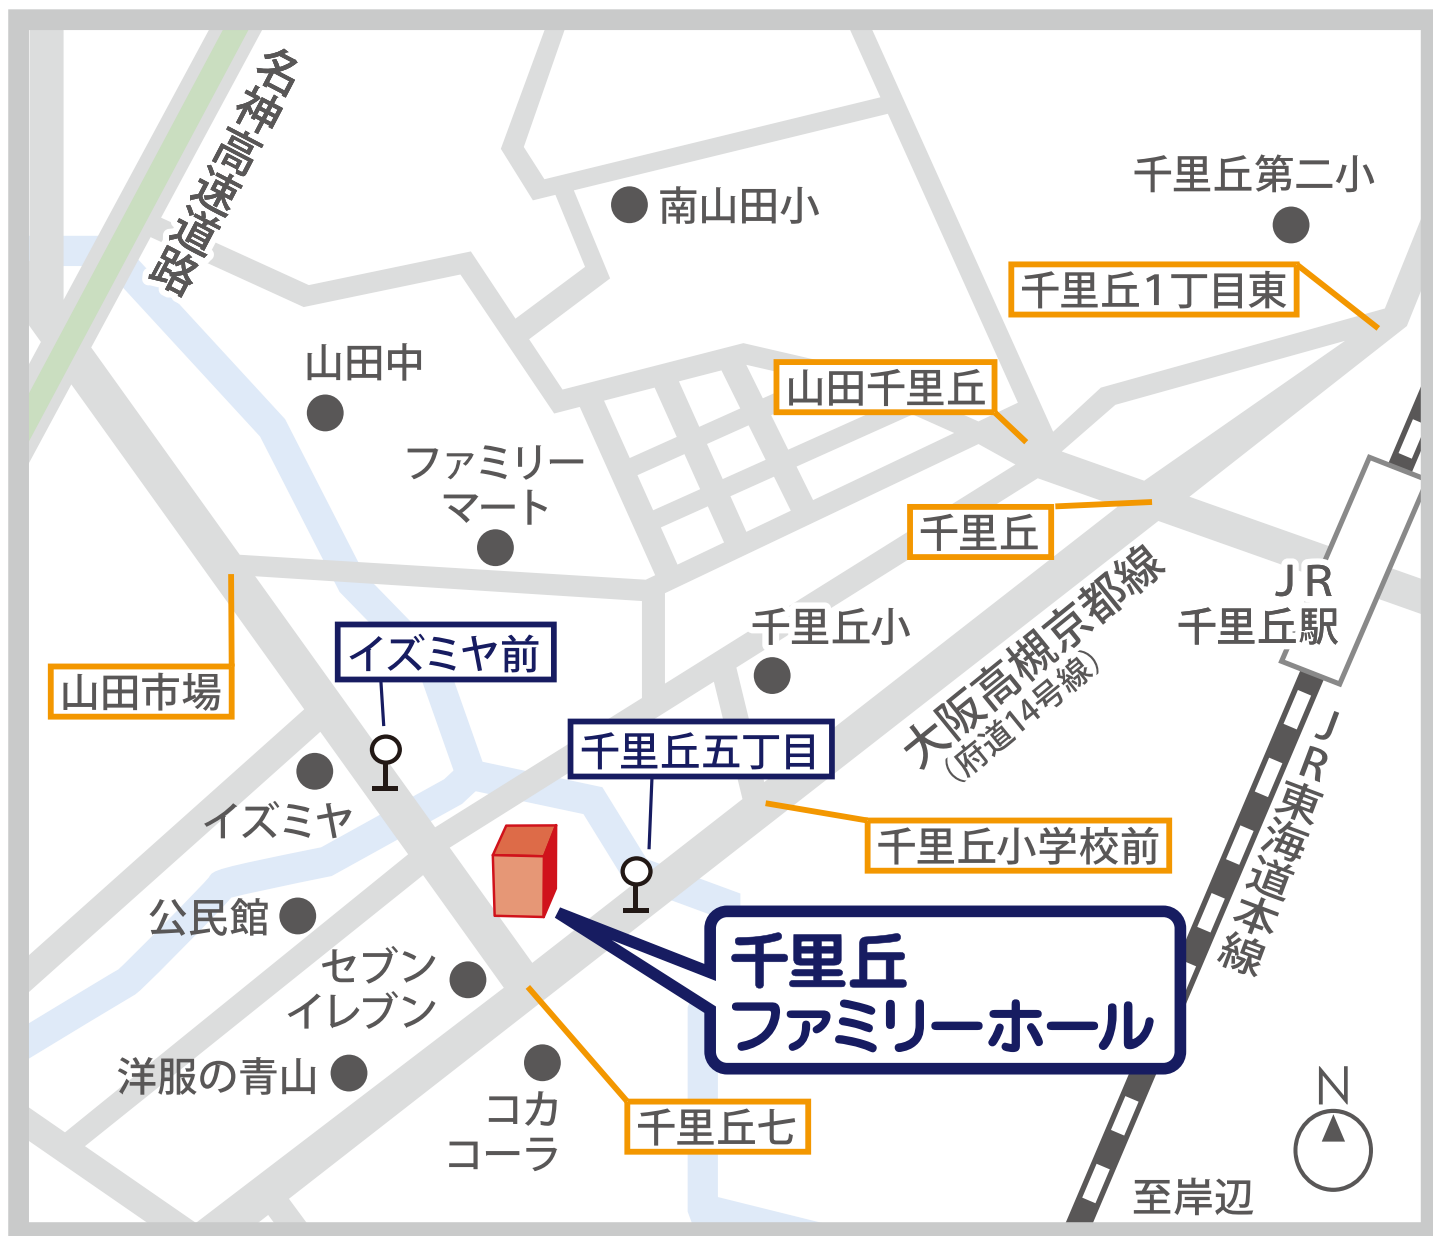 名神高速道路
南山田小
千里丘第二小
千里丘1丁目東
山田中
山田千里丘
ファミリー
マート
千里丘
大阪高槻京都線
(府道14号線)
JR
千里丘駅
千里丘小
イズミヤ前
山田市場
千里丘五丁目
JR東海道本線
イズミヤ
千里丘小学校前
公民館
千里丘
ファミリーホール
セブン
イレブン
洋服の青山
コカ
コーラ
千里丘七
N
至岸辺